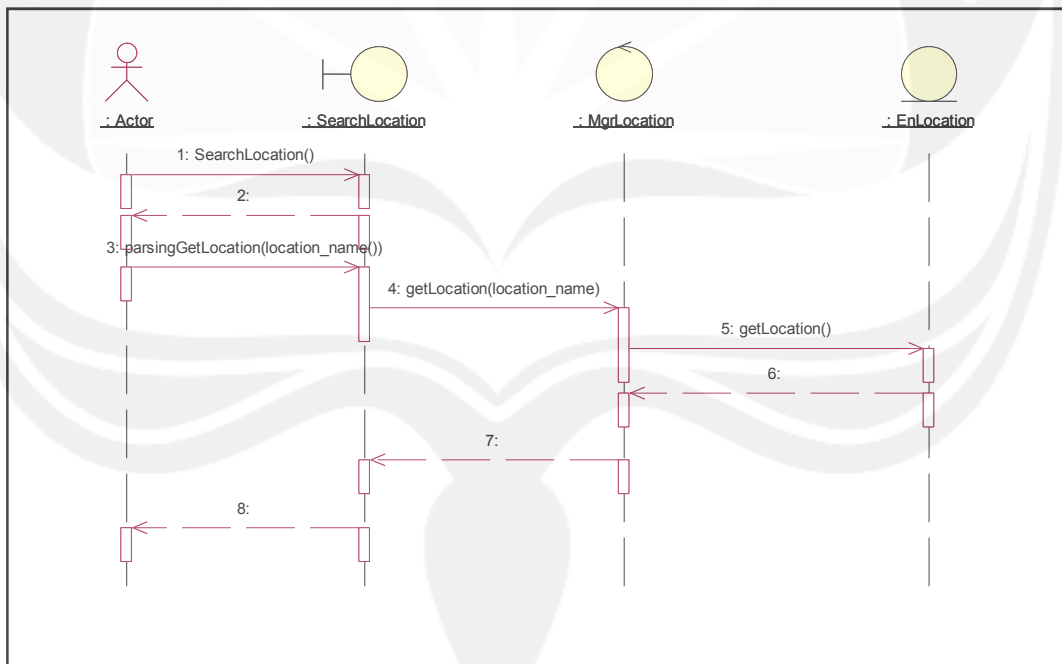 : Actor
: SearchLocation
: MgrLocation
: EnLocation
1: SearchLocation()
2:
3: parsingGetLocation(location_name())
4: getLocation(location_name)
5: getLocation()
6:
7:
8: